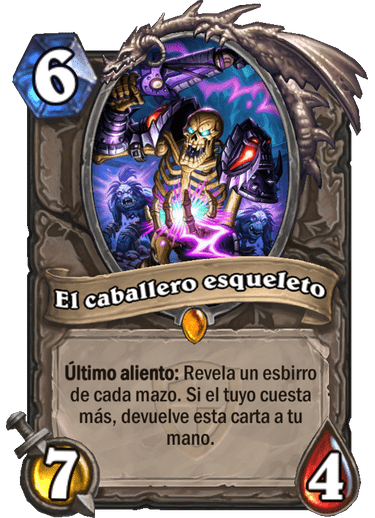 6
El caballero esqueleto
Último aliento: Revela un esbirro
de cada mazo. Si el tuyo cuesta
más, devuelve esta carta a tu
mano.
7
4